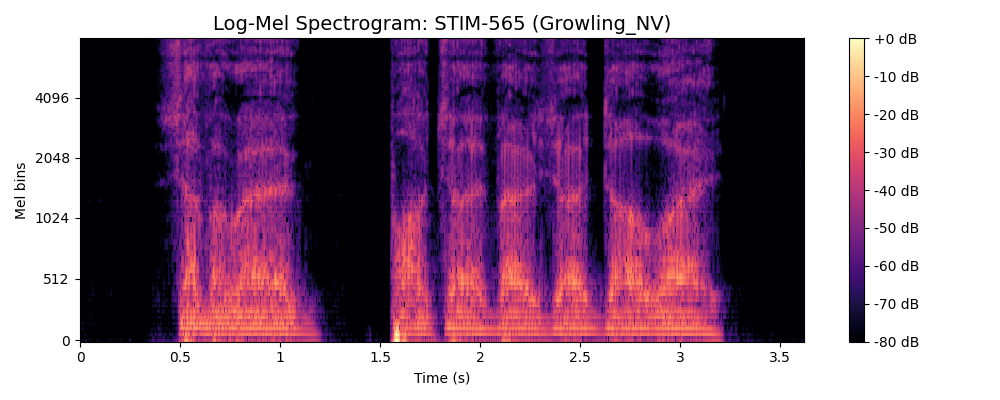 Log-Mel Spectrogram: STIM-565 (Growling_NV)
+0 dB
-10 dB
-20 dB
-30 dB
-40 dB
-50 dB
-60 dB
-70 dB
-80 dB
Mel bins
4096
2048
1024
512
0
0 0.5 1 1.5 2 2.5 3 3.5
Time (s)